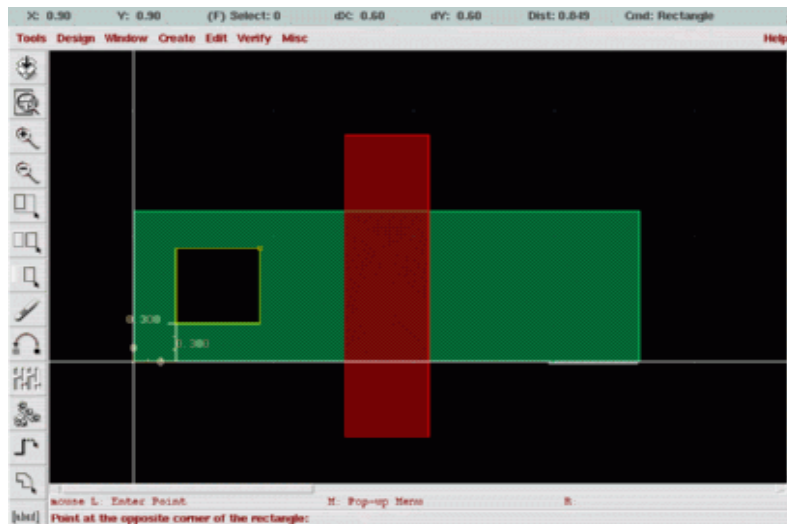 X: 0.90 Y: 0.90 (F) Select: 0 dX: 0.60 dY: 0.60 Dist: 0.849 Cmd: Rectangle
Tools Design Window Create Edit Verify Misc Help
0.300
0.300
mouse L: Enter Point M: Pop-up Menu R:
[abcd] Point at the opposite corner of the rectangle: